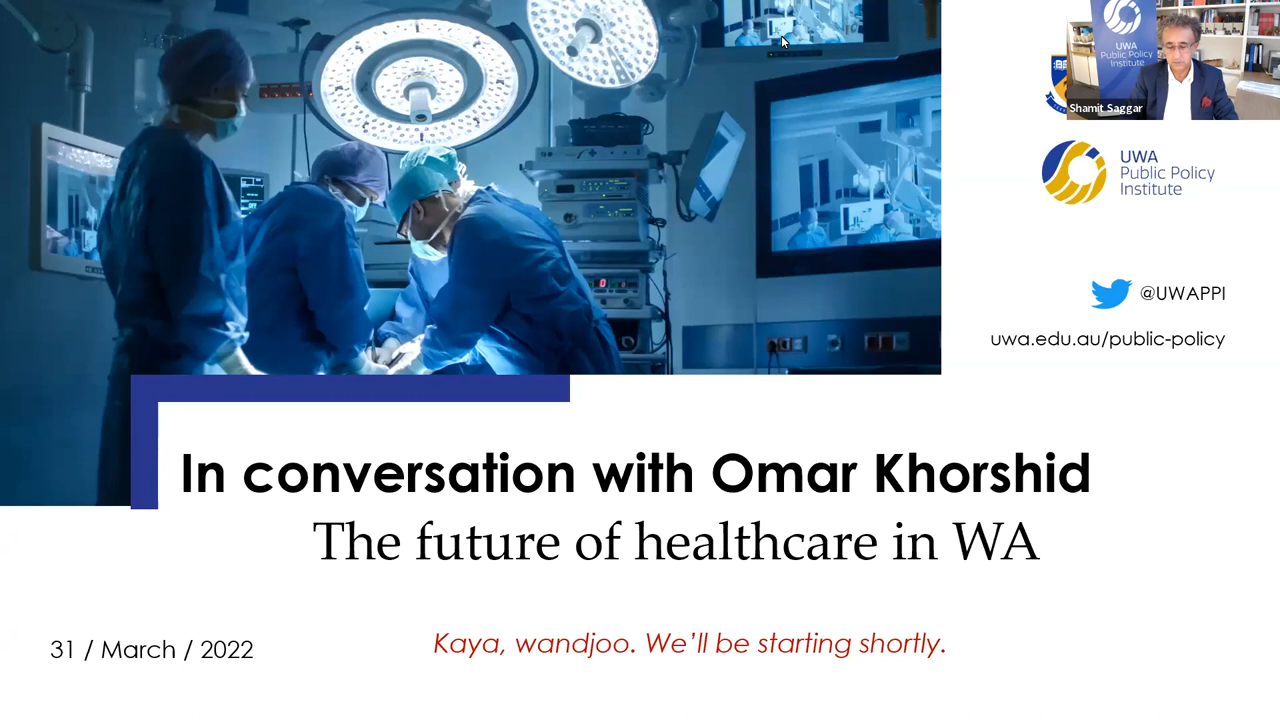 UWA
Public Policy
Institute
Shamit Saggar
UWA
Public Policy
Institute
@UWAPPI
uwa.edu.au/public-policy
In conversation with Omar Khorshid
The future of healthcare in WA
31 / March / 2022
Kaya, wandjoo. We’ll be starting shortly.